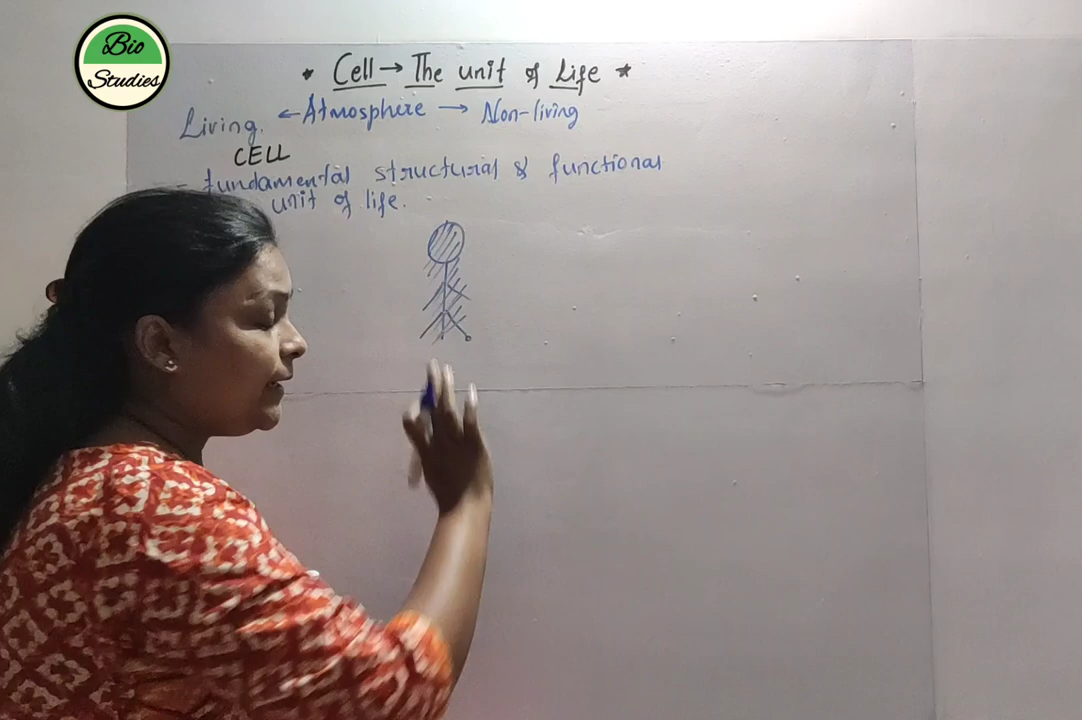 Bio
Studies
* Cell → The unit of Life *
Living. ← Atmosphere → Non-living
CELL
- fundamental structural & functional
unit of life.